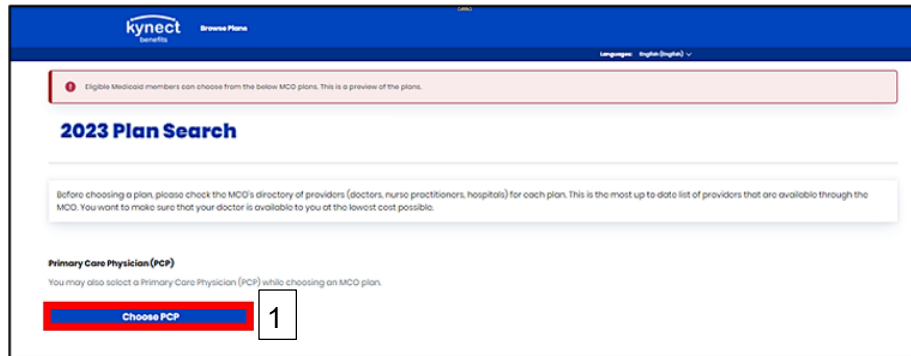 kynect
benefits
Browse Plans
Languages: English (English)
Eligible Medicaid members can choose from the below MCO plans. This is a preview of the plans.
2023 Plan Search
Before choosing a plan, please check the MCO's directory of providers (doctors, nurse practitioners, hospitals) for each plan. This is the most up to date list of providers that are available through the
MCO. You want to make sure that your doctor is available to you at the lowest cost possible.
Primary Care Physician (PCP)
You may also select a Primary Care Physician (PCP) while choosing an MCO plan.
Choose PCP
1